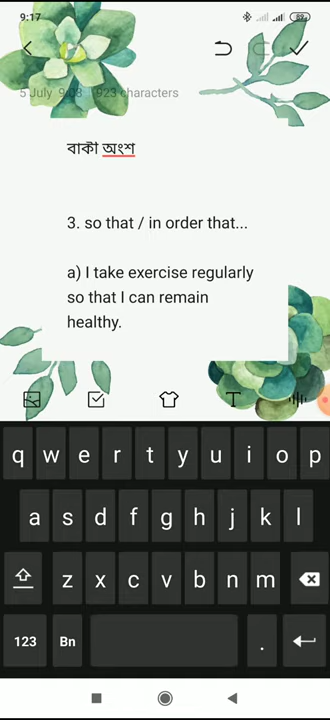 9:17
89
5 July 9:08 923 characters
বাকী অংশ
3. so that / in order that...
a) I take exercise regularly
so that I can remain
healthy.
T
q w e r t y u i o p
a s d f g h j k l
z x c v b n m
123 Bn .